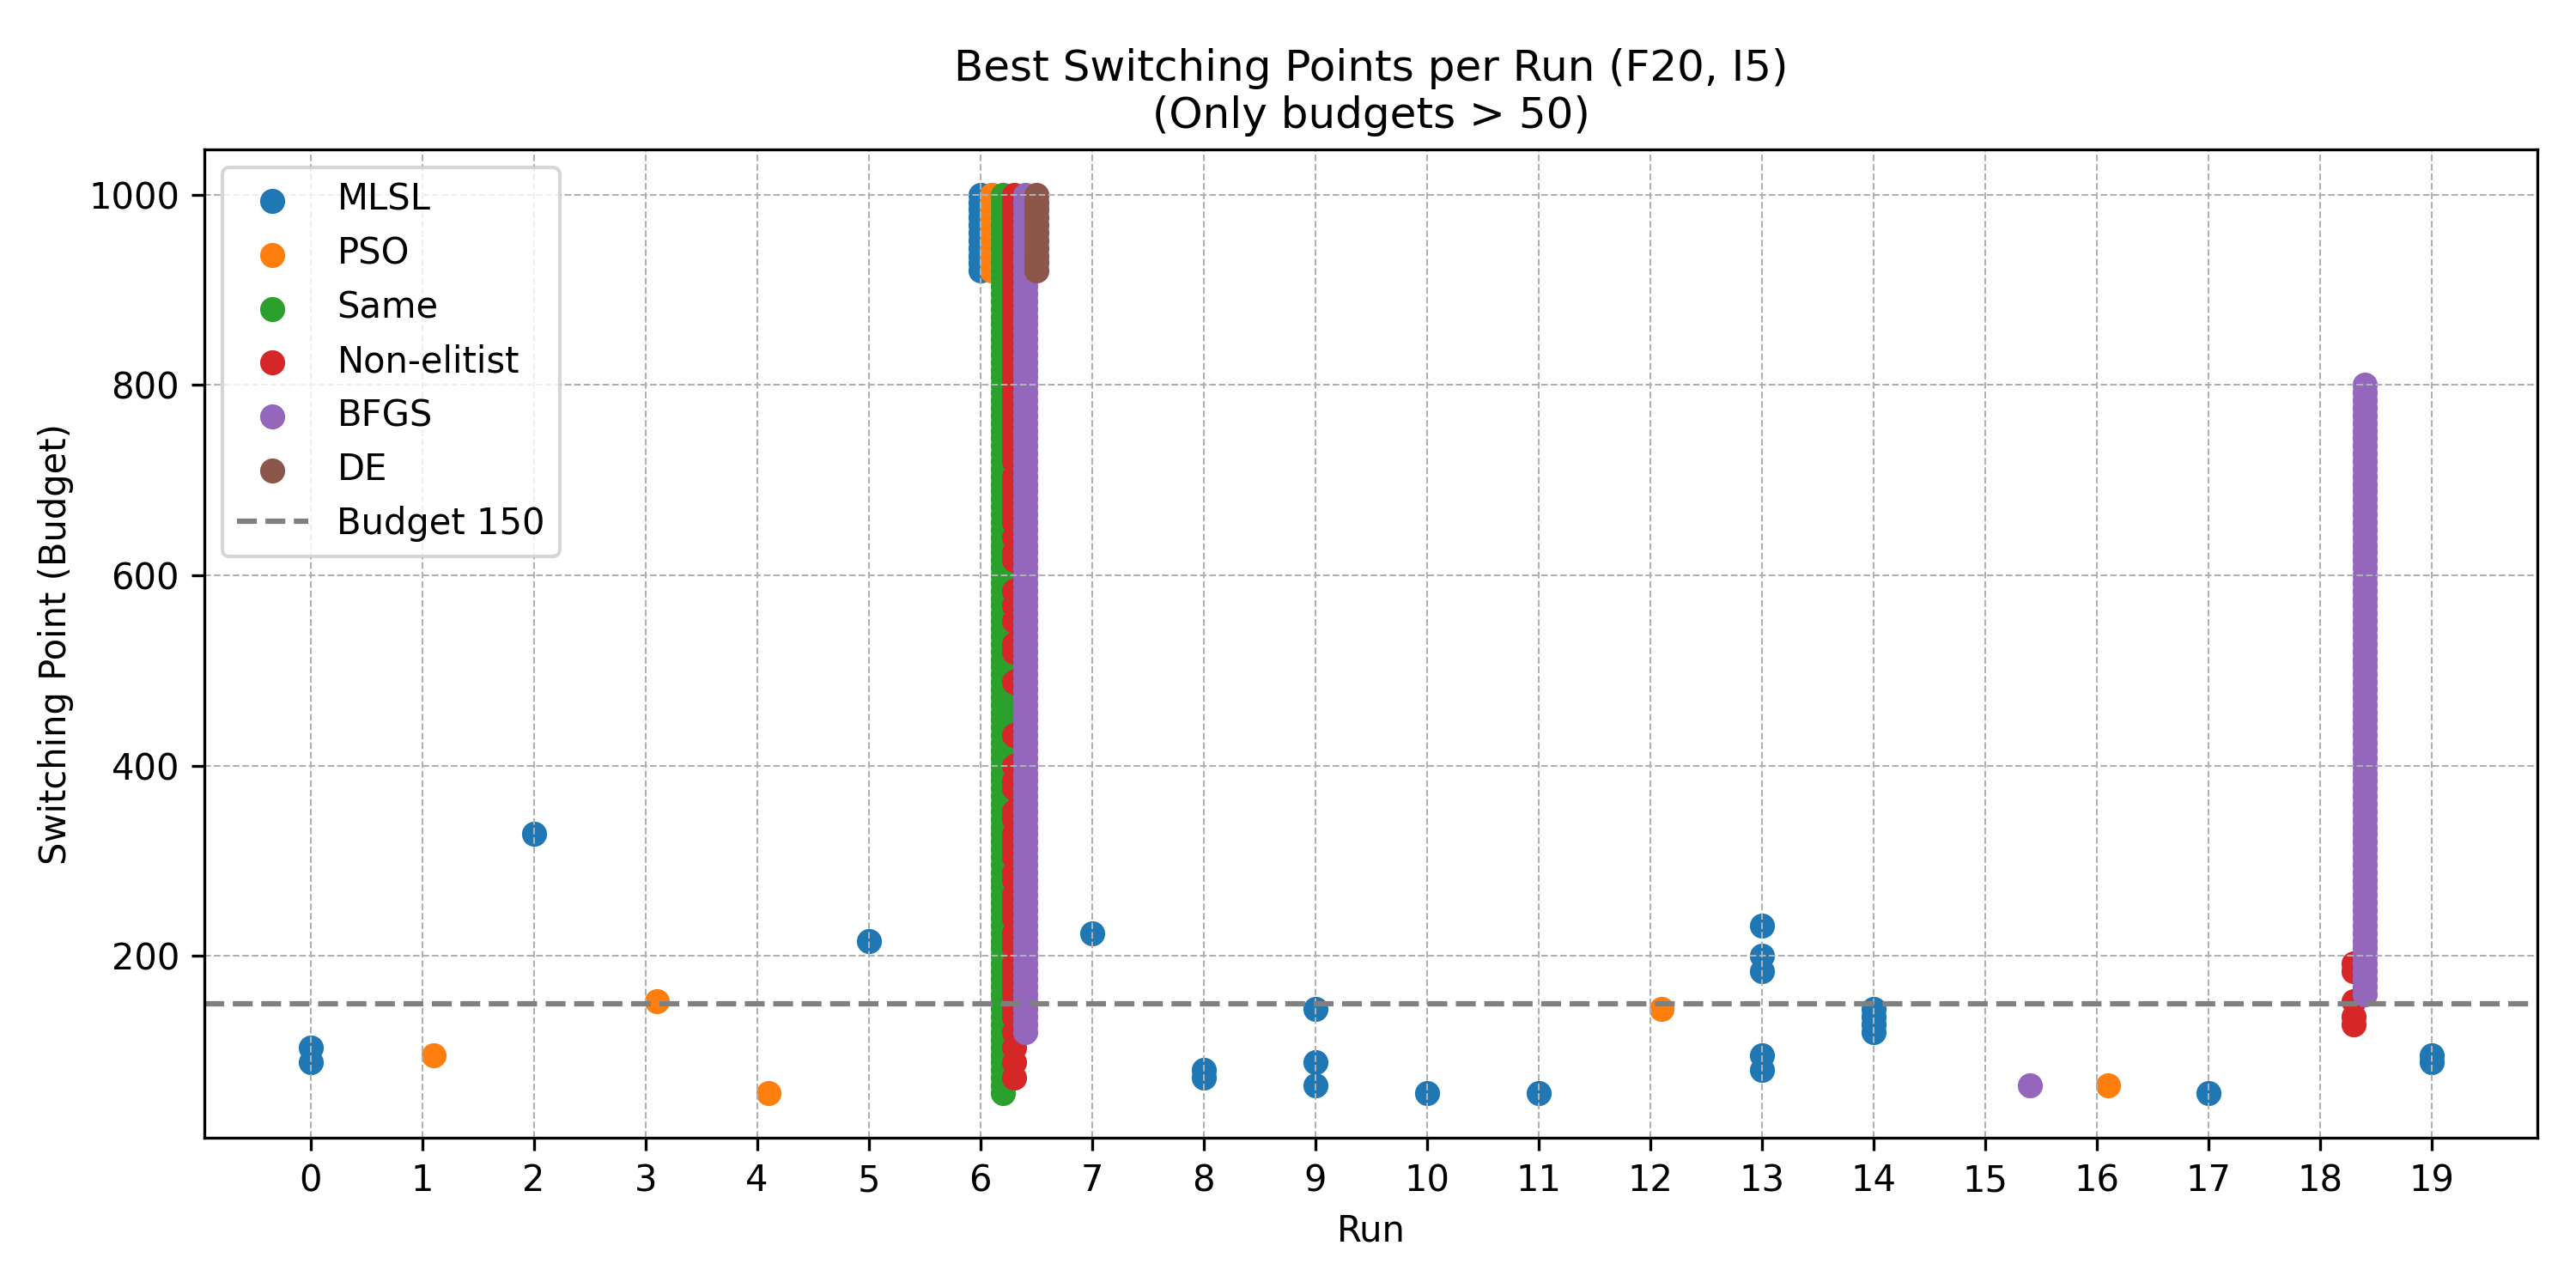 Best Switching Points per Run (F20, I5)
(Only budgets > 50)
Switching Point (Budget)
1000
800
600
400
200
MLSL
PSO
Same
Non-elitist
BFGS
DE
Budget 150
0 1 2 3 4 5 6 7 8 9 10 11 12 13 14 15 16 17 18 19
Run